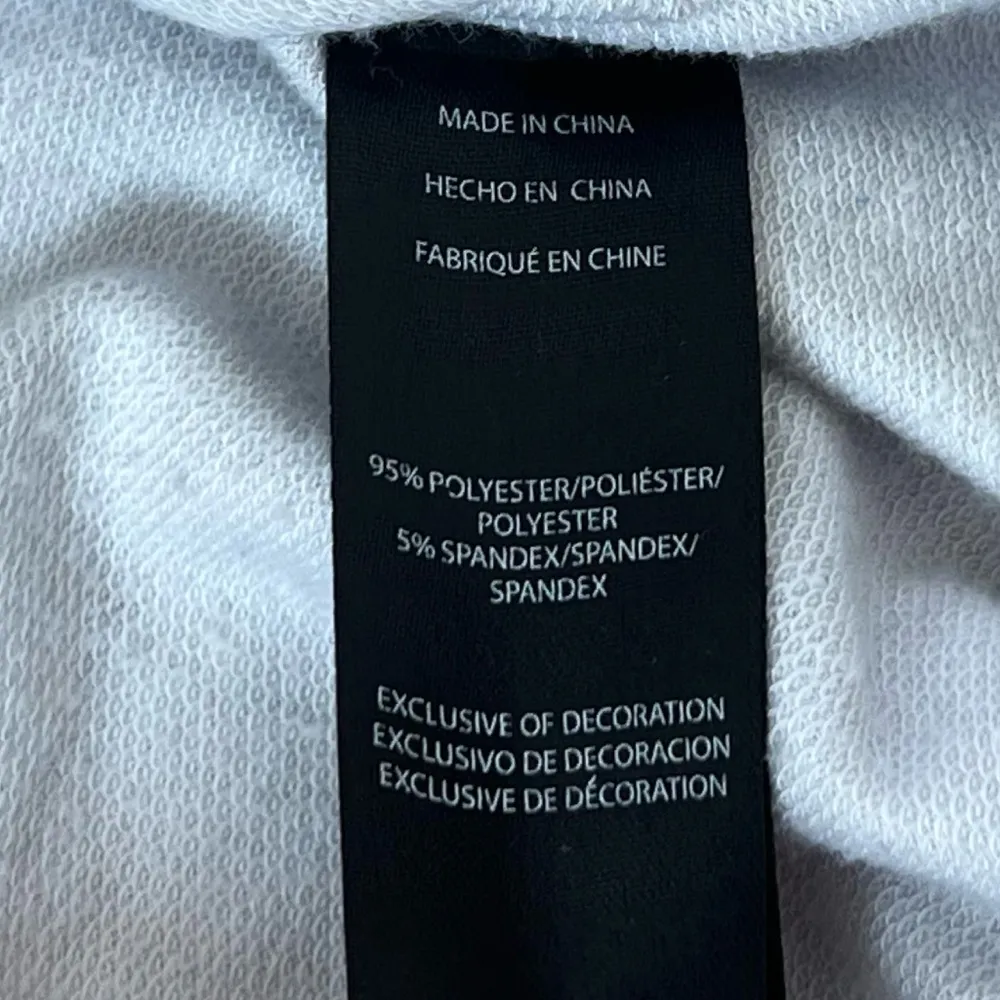 MADE IN CHINA
HECHO EN CHINA
FABRIQUÉ EN CHINE
95% POLYESTER/POLIÉSTER/
POLYESTER
5% SPANDEX/SPANDEX/
SPANDEX
EXCLUSIVE OF DECORATION
EXCLUSIVO DE DECORACION
EXCLUSIVE DE DÉCORATION